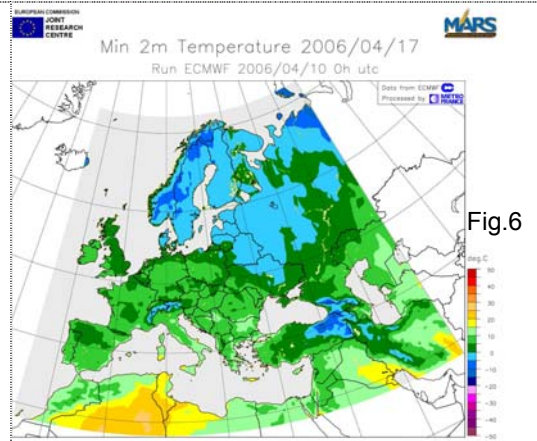 EUROPEAN COMMISSION
JOINT
RESEARCH
CENTRE
MARS
Min 2m Temperature 2006/04/17
Run ECMWF 2006/04/10 0h utc
Data from: ECMWF
Processed by METEO
FRANCE
Fig.6
deg.C
50
40
30
20
10
0
-10
-20
-30
-40
-50